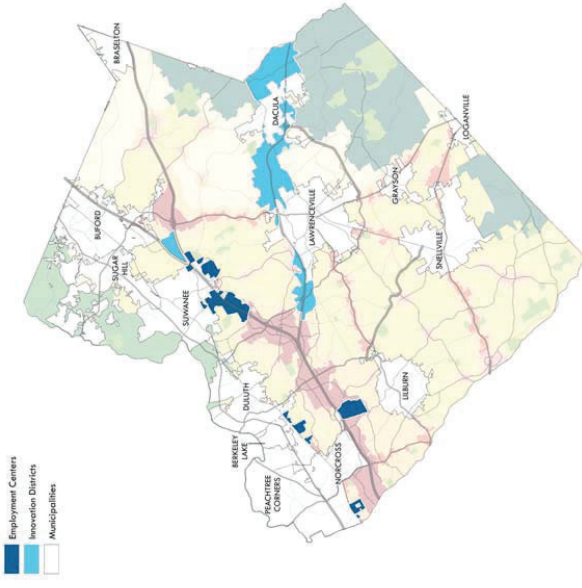 Employment Centers
Innovation Districts
Municipalities
BRASELTON
BUFORD
SUGAR
HILL
SUWANEE
DACULA
BERKELEY
LAKE
DULUTH
LAWRENCEVILLE
PEACHTREE
CORNERS
NORCROSS
GRAYSON
LOGANVILLE
LILBURN
SNELLVILLE